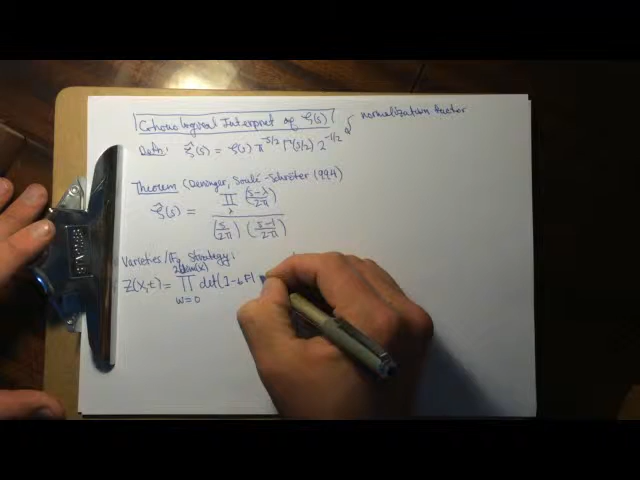 Cohomological Interpret of ζ(s) normalization factor
Defn: ζ̂(s) = ζ(s) π^{-s/2} Γ(s/2) 2^{-1/2}
Theorem (Deninger, Soulé-Schröter 1994)
ζ̂(s) = ∏_λ ((s-λ)/2π) / (s/2π) ((s-1)/2π)
Varieties/F_q Strategy:
Z(X,t) = ∏_{w=0}^{2dim(X)} det(1-tF|